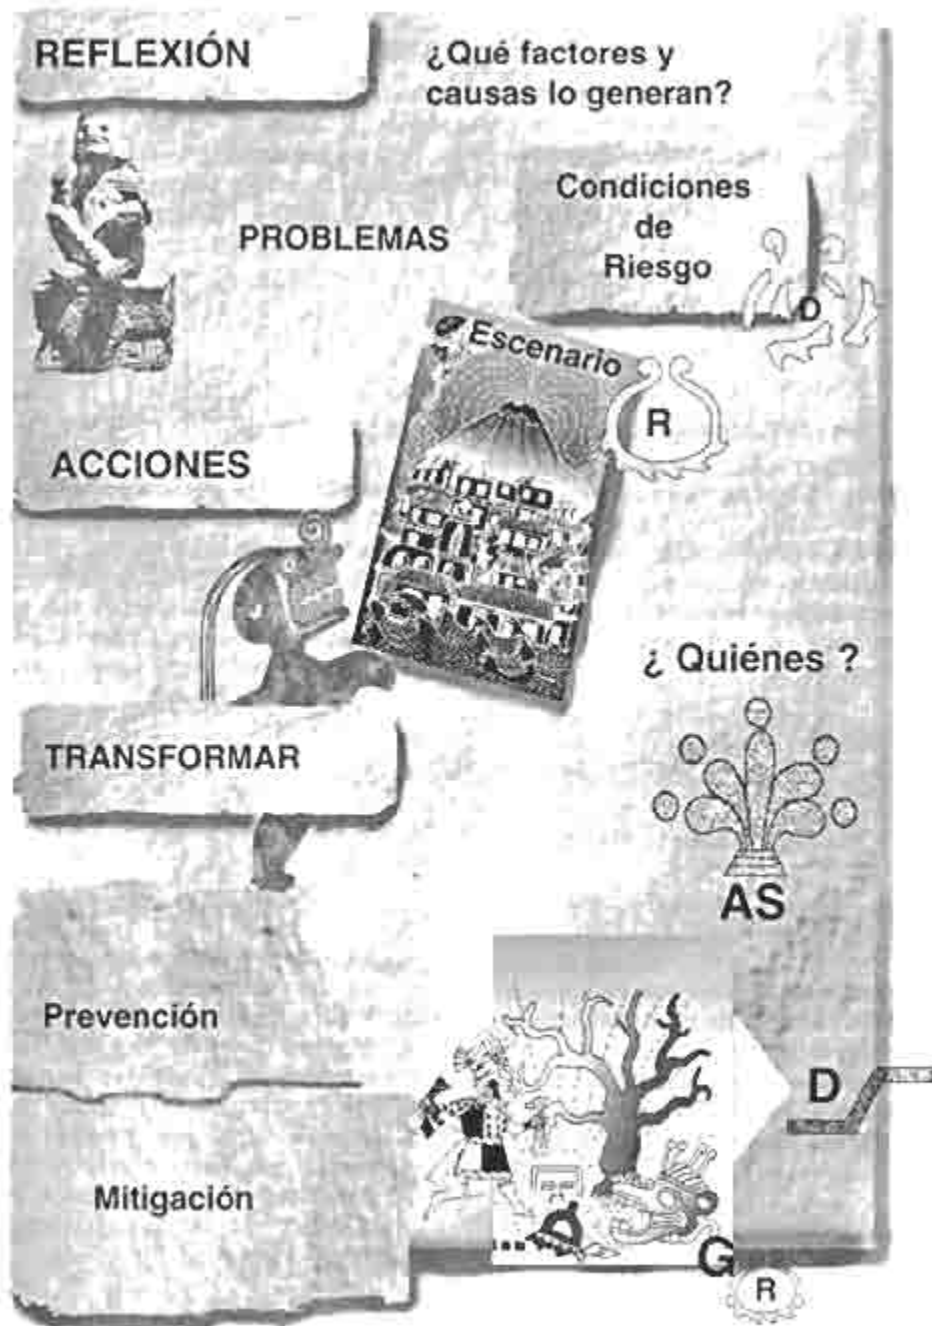 REFLEXIÓN
¿Qué factores y
causas lo generan?
Condiciones
de
Riesgo
PROBLEMAS
D
Escenario
R
ACCIONES
¿ Quiénes ?
TRANSFORMAR
AS
Prevención
D
Mitigación
G
R